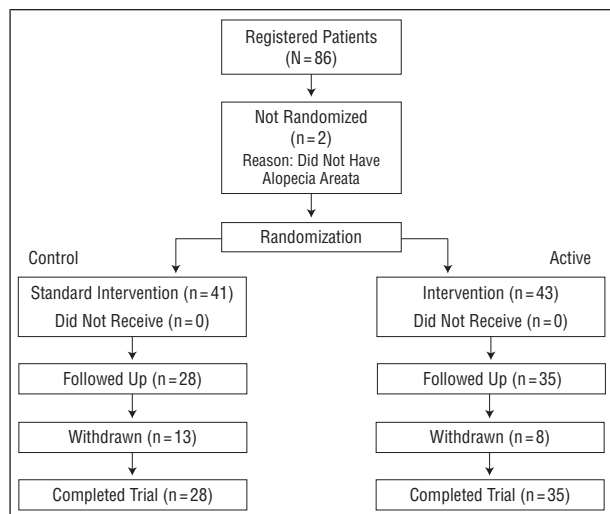 Registered Patients
(N = 86)
Not Randomized
(n = 2)
Reason: Did Not Have
Alopecia Areata
Randomization
Control
Standard Intervention (n = 41)
Did Not Receive (n = 0)
Followed Up (n = 28)
Withdrawn (n = 13)
Completed Trial (n = 28)
Active
Intervention (n = 43)
Did Not Receive (n = 0)
Followed Up (n = 35)
Withdrawn (n = 8)
Completed Trial (n = 35)